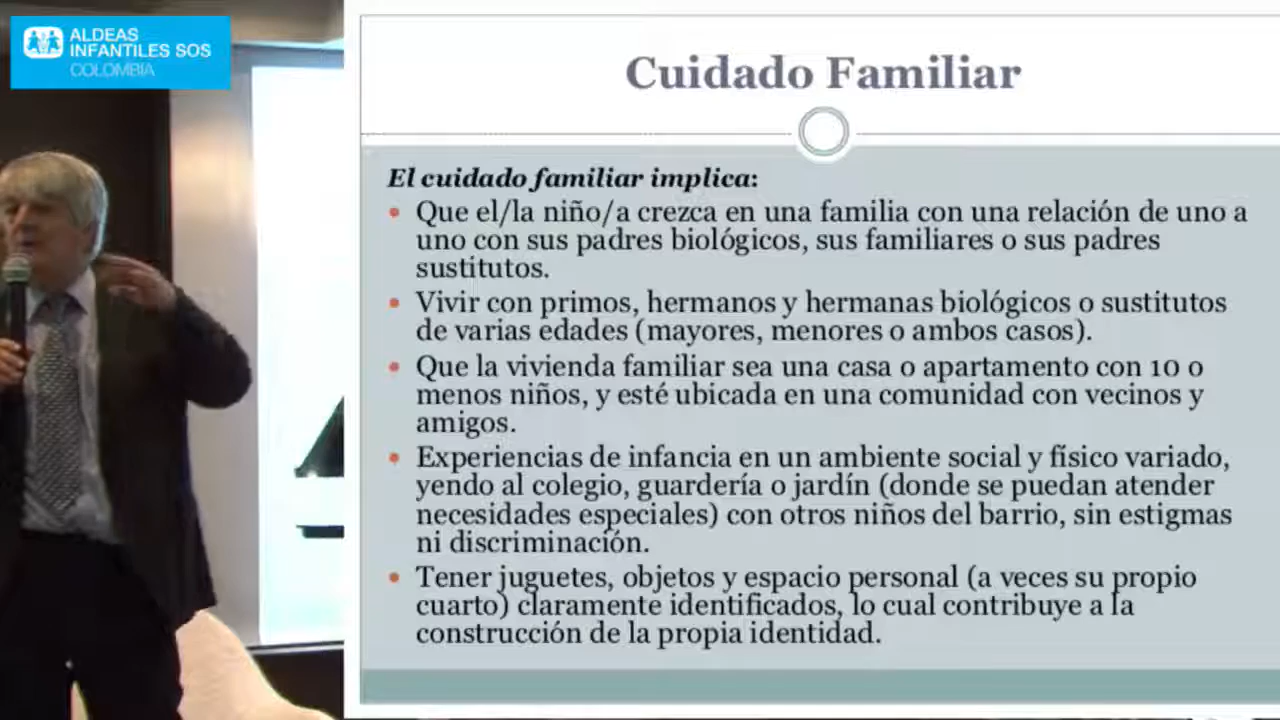 ALDEAS
INFANTILES SOS
COLOMBIA
Cuidado Familiar
El cuidado familiar implica:
• Que el/la niño/a crezca en una familia con una relación de uno a
uno con sus padres biológicos, sus familiares o sus padres
sustitutos.
• Vivir con primos, hermanos y hermanas biológicos o sustitutos
de varias edades (mayores, menores o ambos casos).
• Que la vivienda familiar sea una casa o apartamento con 10 o
menos niños, y esté ubicada en una comunidad con vecinos y
amigos.
• Experiencias de infancia en un ambiente social y físico variado,
yendo al colegio, guardería o jardín (donde se puedan atender
necesidades especiales) con otros niños del barrio, sin estigmas
ni discriminación.
• Tener juguetes, objetos y espacio personal (a veces su propio
cuarto) claramente identificados, lo cual contribuye a la
construcción de la propia identidad.